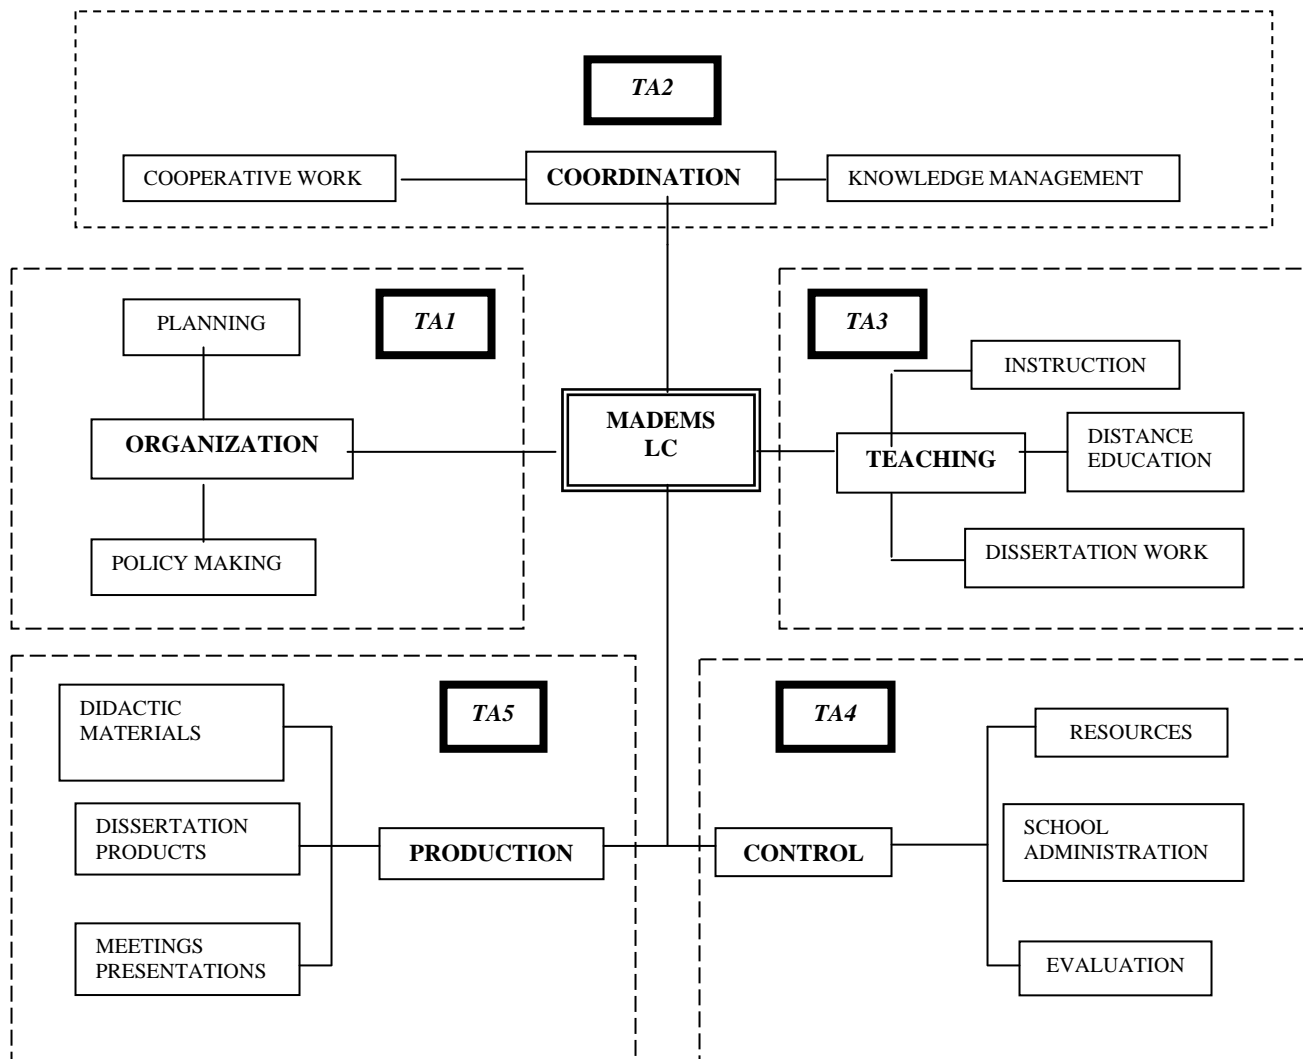 TA2
COOPERATIVE WORK
COORDINATION
KNOWLEDGE MANAGEMENT
PLANNING
TA1
ORGANIZATION
POLICY MAKING
MADEMS
LC
TA3
INSTRUCTION
TEACHING
DISTANCE
EDUCATION
DISSERTATION WORK
DIDACTIC
MATERIALS
TA5
DISSERTATION
PRODUCTS
PRODUCTION
MEETINGS
PRESENTATIONS
TA4
RESOURCES
CONTROL
SCHOOL
ADMINISTRATION
EVALUATION